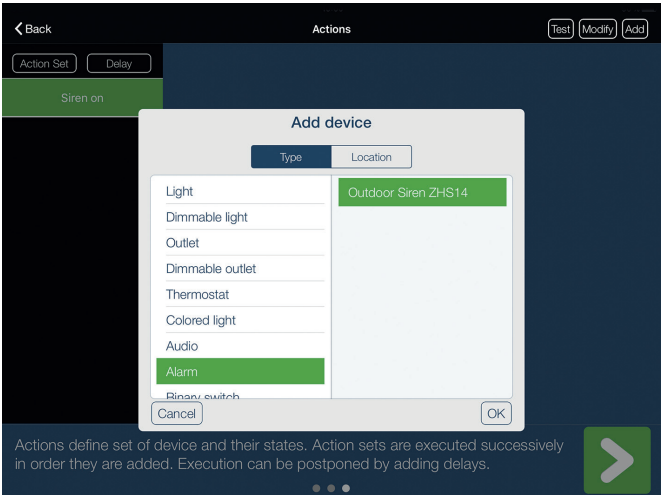 Back
Actions
Test Modify Add
Action Set Delay
Siren on
Add device
Type Location
Light
Outdoor Siren ZHS14
Dimmable light
Outlet
Dimmable outlet
Thermostat
Colored light
Audio
Alarm
Binary switch
Cancel OK
Actions define set of device and their states. Action sets are executed successively
in order they are added. Execution can be postponed by adding delays.